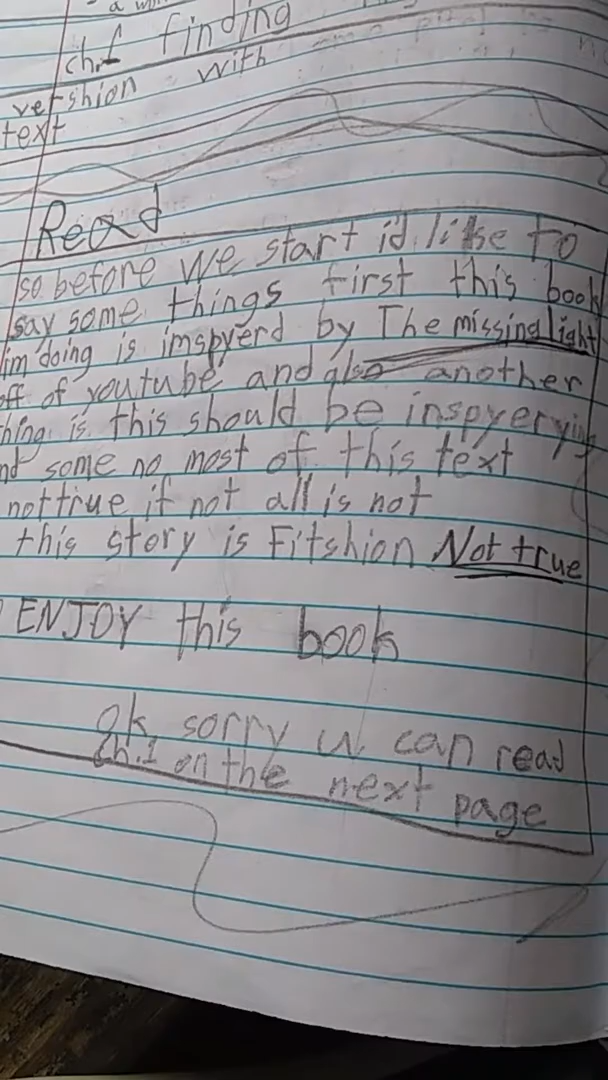 ch.1 finding
vershion with
text
Read
so before we start id like to
say some things first this book
im doing is imspyerd by The missing light
off of youtube and also another
hing is this should be inspyerying
nd some no most of this text
not true if not all is not
this story is Fitshion Not true
ENJOY this book
ok sorry u can read
ch.1 on the next page